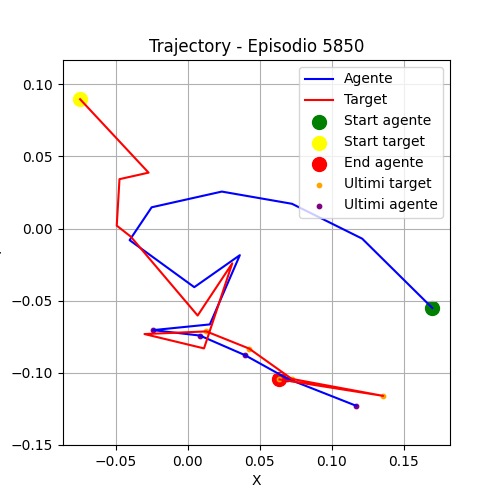 Trajectory - Episodio 5850
Agente
Target
Start agente
Start target
End agente
Ultimi target
Ultimi agente
0.10
0.05
0.00
−0.05
−0.10
−0.15
−0.05
0.00
0.05
0.10
0.15
X